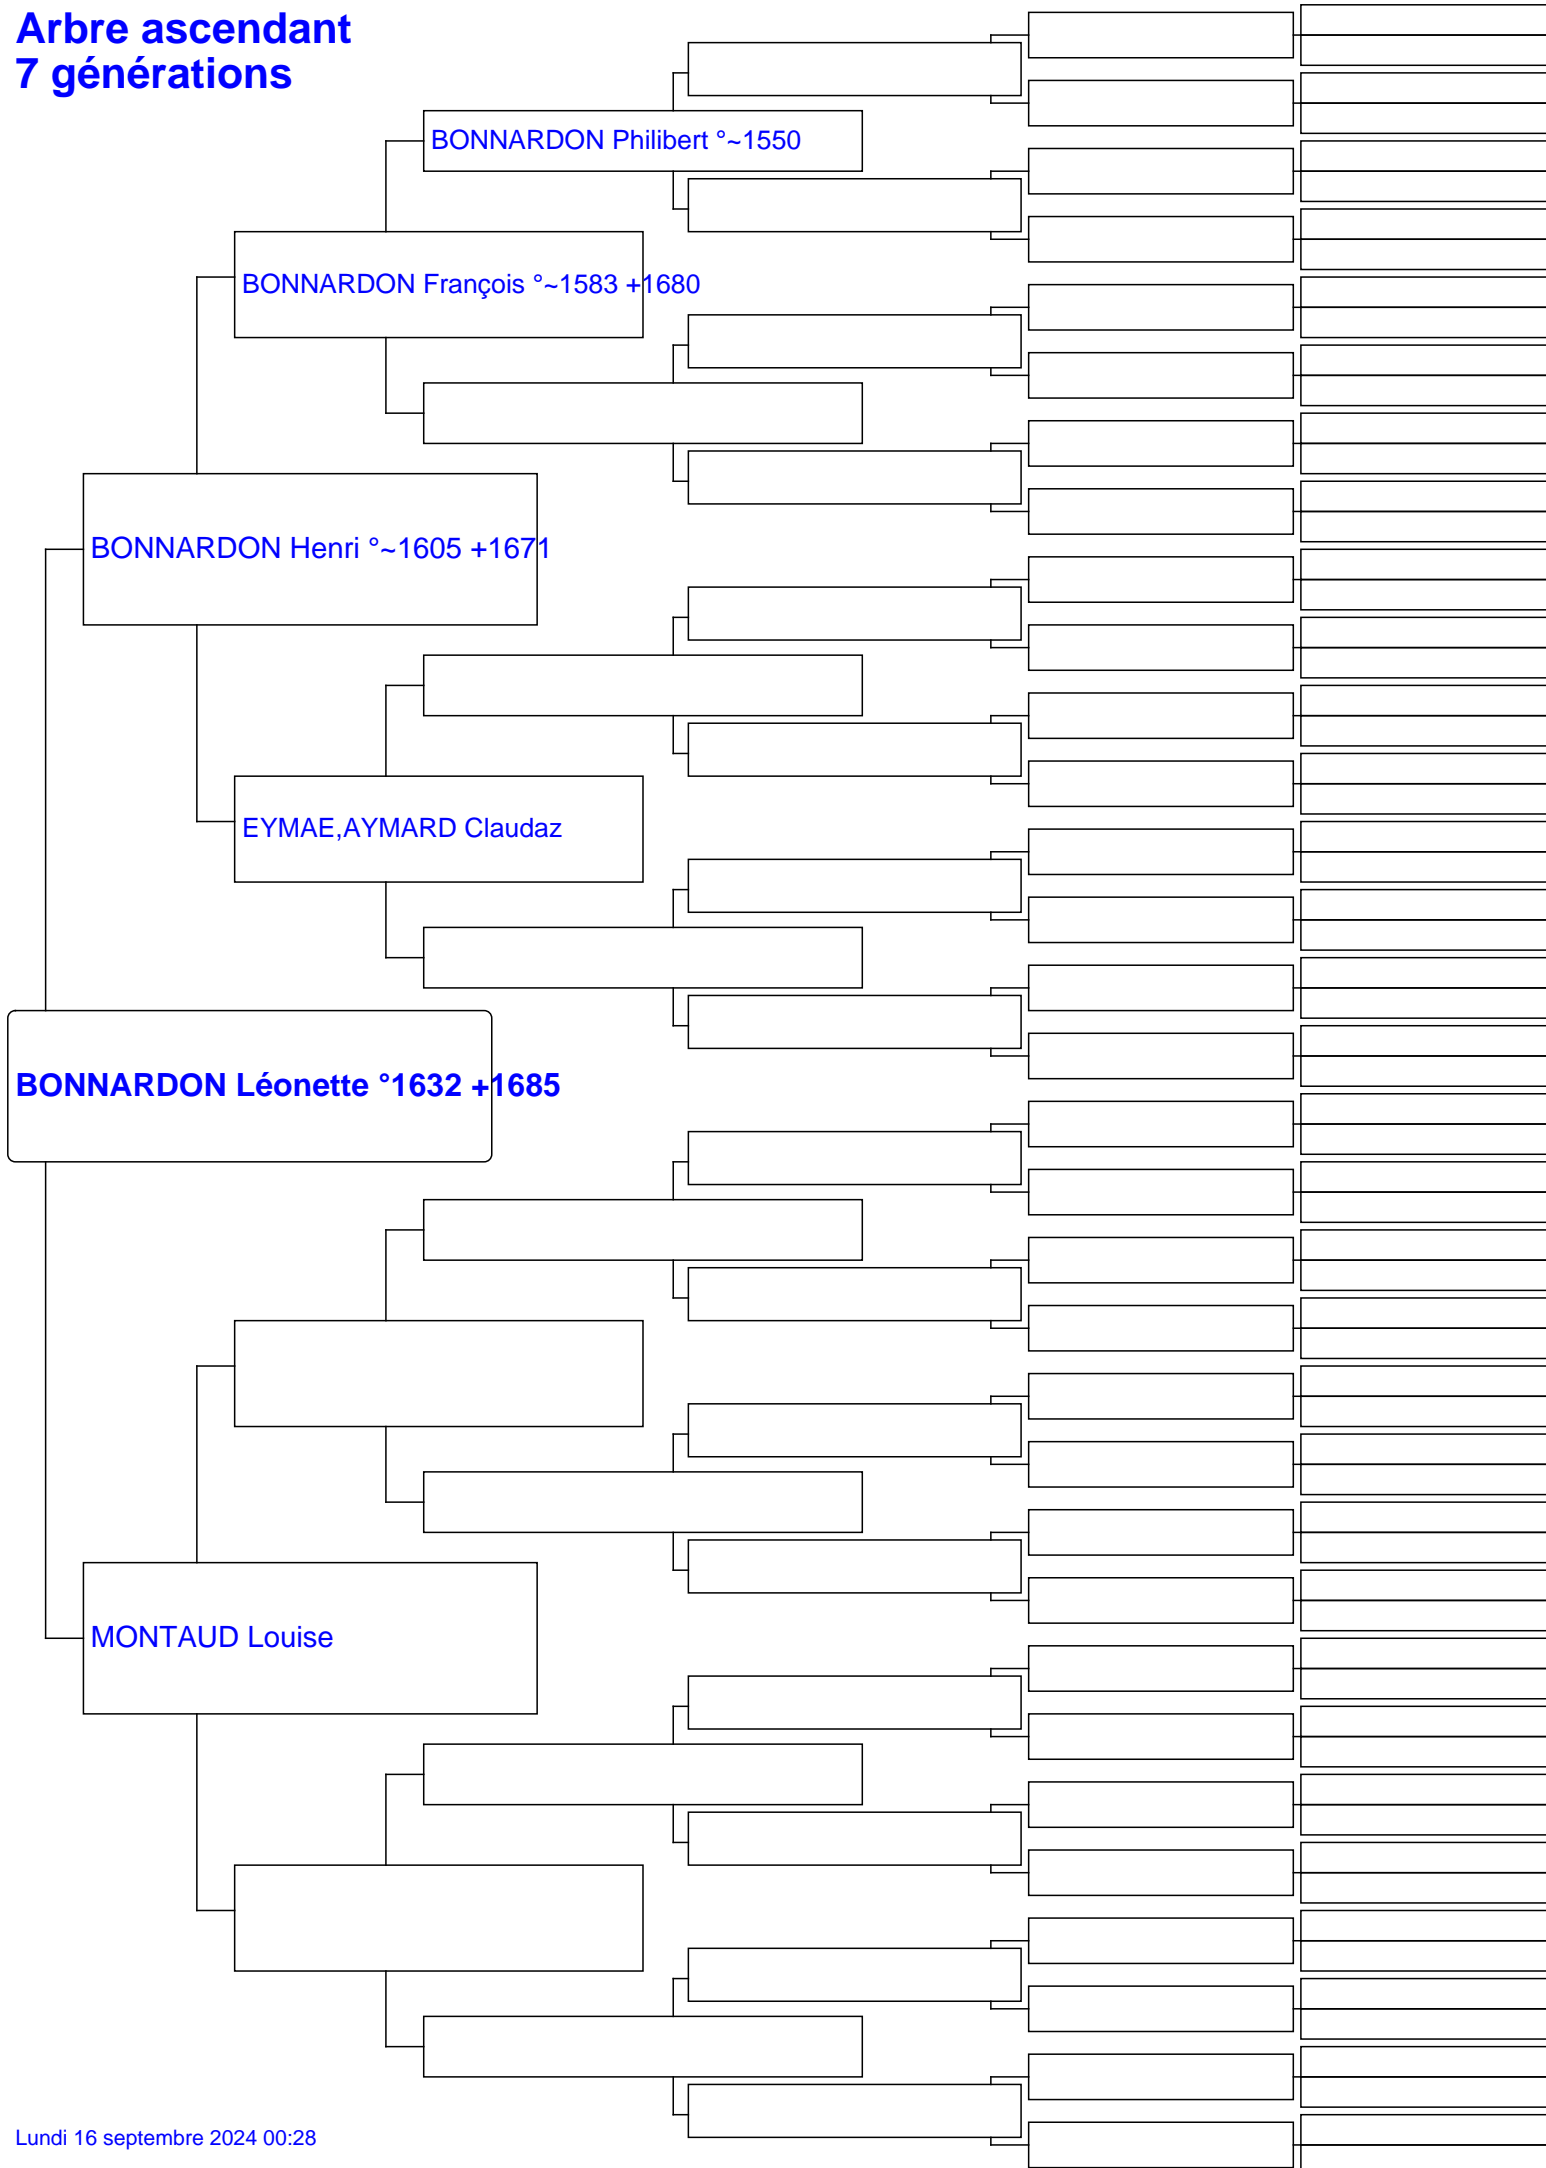 Arbre ascendant
7 générations
BONNARDON Philibert °~1550
BONNARDON François °~1583 +1680
BONNARDON Henri °~1605 +1671
EYMAE,AYMARD Claudaz
BONNARDON Léonette °1632 +1685
MONTAUD Louise
Lundi 16 septembre 2024 00:28